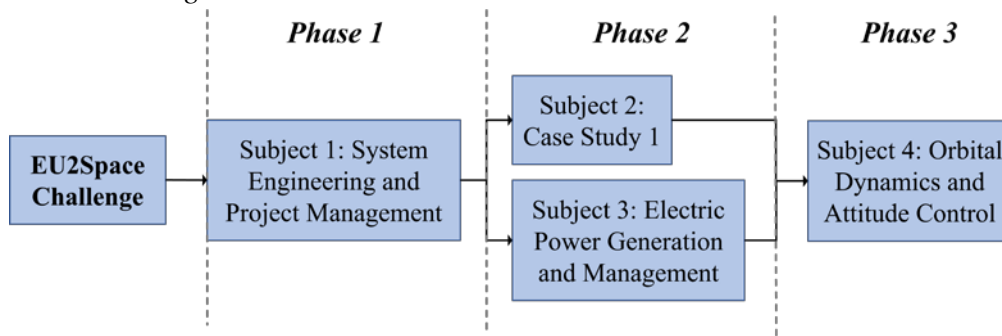 Phase 1
Phase 2
Phase 3
EU2Space
Challenge
Subject 1: System
Engineering and
Project Management
Subject 2:
Case Study 1
Subject 3: Electric
Power Generation
and Management
Subject 4: Orbital
Dynamics and
Attitude Control